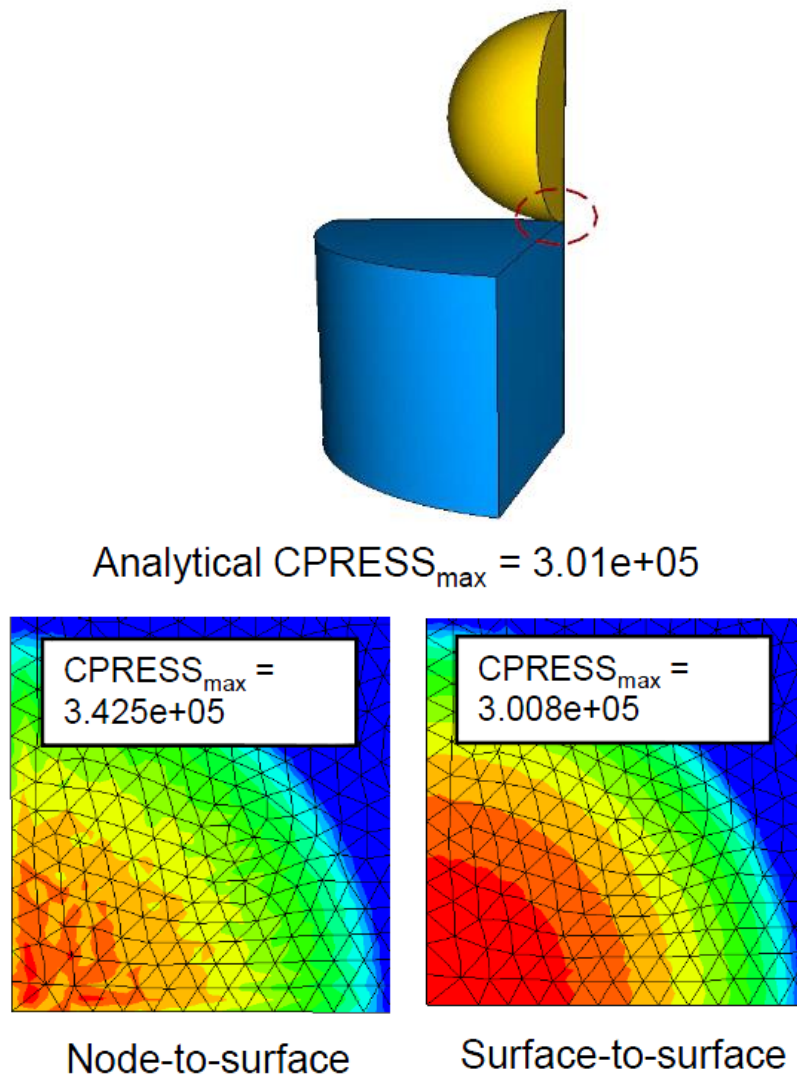 Analytical CPRESSmax = 3.01e+05
CPRESSmax =
3.425e+05
CPRESSmax =
3.008e+05
Node-to-surface
Surface-to-surface